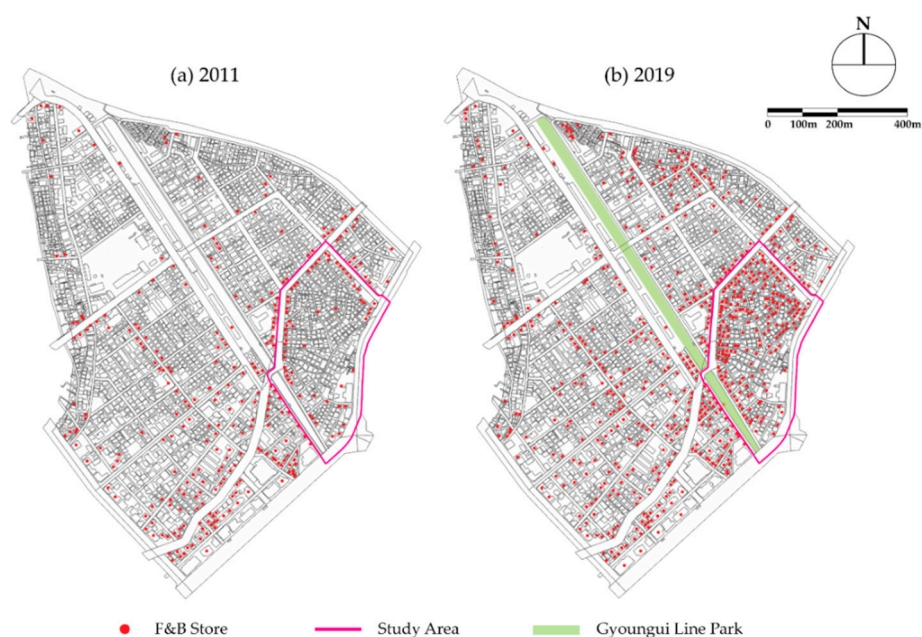 N
(a) 2011
(b) 2019
0 100m 200m 400m
F&B Store
Study Area
Gyoungui Line Park